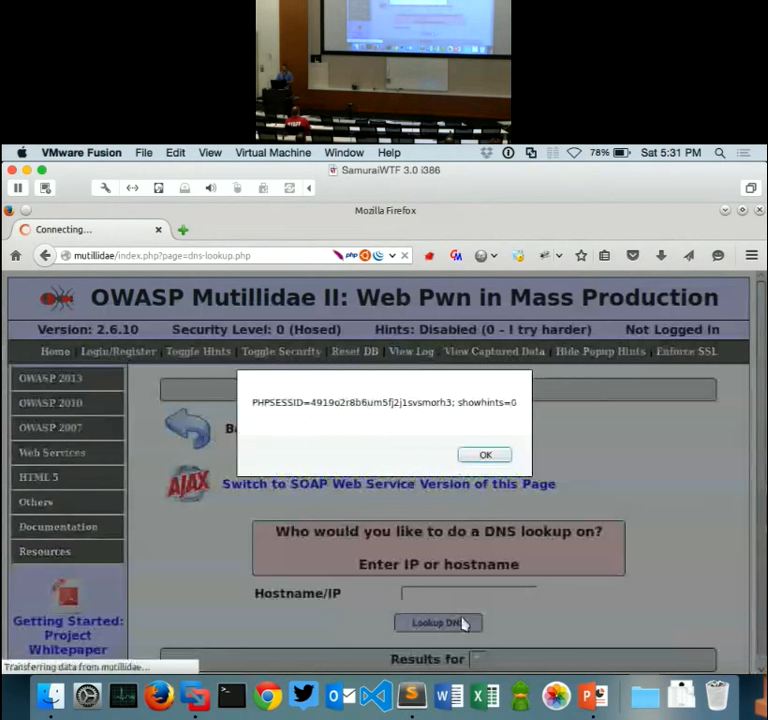 VMware Fusion File Edit View Virtual Machine Window Help 78% Sat 5:31 PM
SamuraiWTF 3.0 i386
Mozilla Firefox
Connecting...
mutillidae/index.php?page=dns-lookup.php
php
OWASP Mutillidae II: Web Pwn in Mass Production
Version: 2.6.10 Security Level: 0 (Hosed) Hints: Disabled (0 - I try harder) Not Logged In
Home Login/Register Toggle Hints Toggle Security Reset DB View Log View Captured Data Hide Popup Hints Enforce SSL
OWASP 2013
OWASP 2010
OWASP 2007
Web Services
HTML 5
Others
Documentation
Resources
Getting Started:
Project
Whitepaper
PHPSESSID=4919o2r8b6um5fj2j1svsmorh3; showhints=0
OK
AJAX
Switch to SOAP Web Service Version of this Page
Who would you like to do a DNS lookup on?
Enter IP or hostname
Hostname/IP
Lookup DNS
Results for
Transferring data from mutillidae...
STAFF